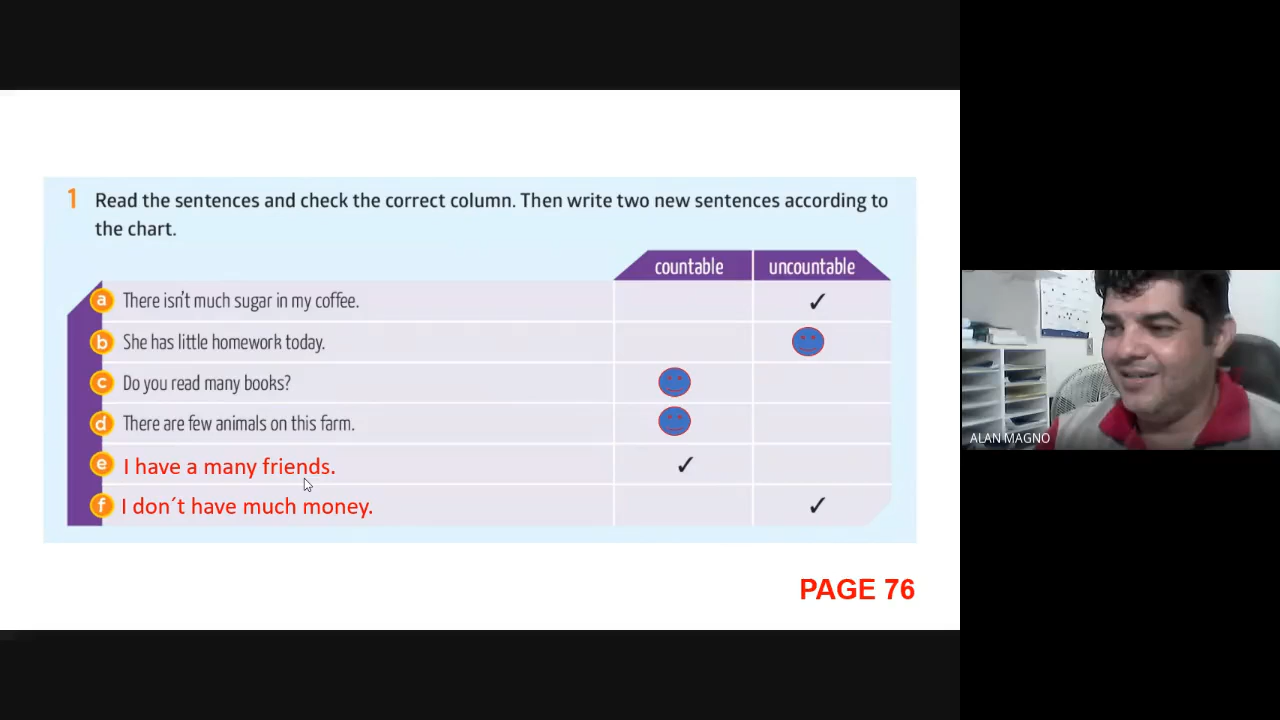 1 Read the sentences and check the correct column. Then write two new sentences according to
the chart.
countable uncountable
a There isn't much sugar in my coffee. ✓
b She has little homework today.
c Do you read many books?
d There are few animals on this farm.
e I have a many friends. ✓
f I don´t have much money. ✓
PAGE 76
ALAN MAGNO